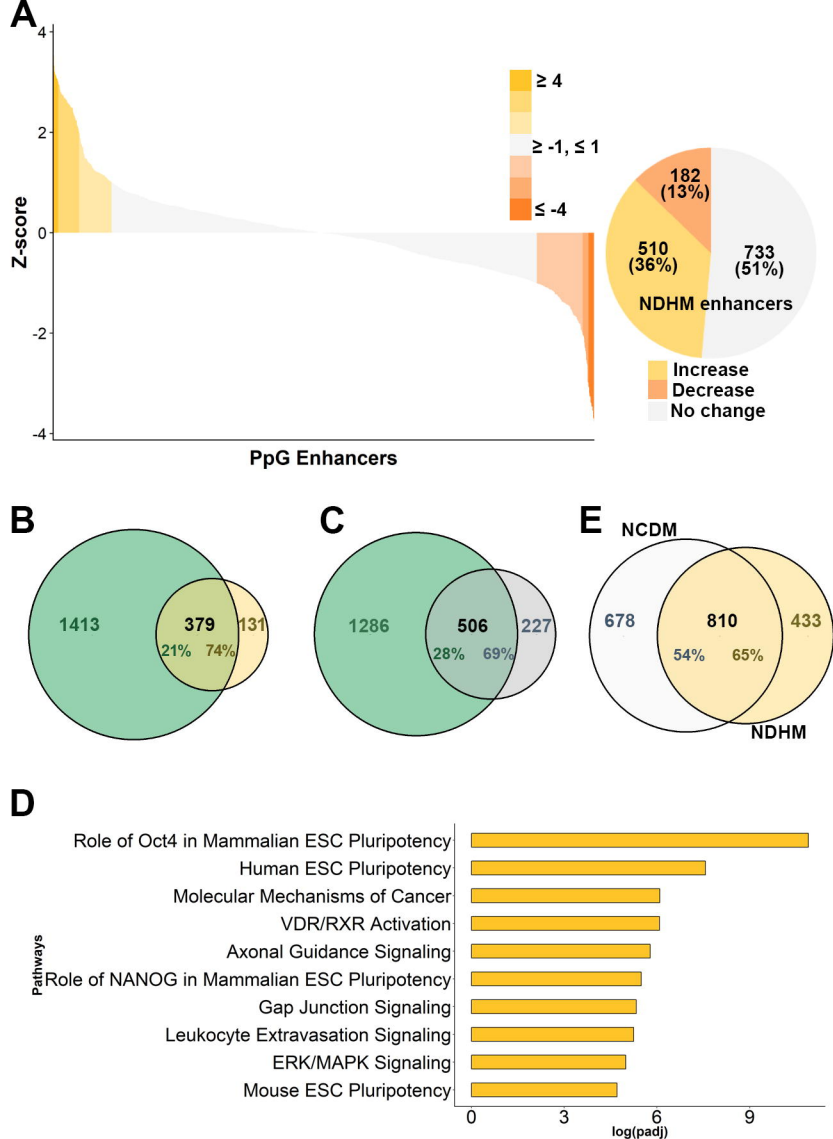 A
Z-score
4
2
0
-2
-4
PpG Enhancers
≥ 4
≥ -1, ≤ 1
≤ -4
182
(13%)
510
(36%)
733
(51%)
NDHM enhancers
Increase
Decrease
No change
B
1413
379
131
21%
74%
C
1286
506
227
28%
69%
E
NCDM
678
810
433
54%
65%
NDHM
D
Pathways
Role of Oct4 in Mammalian ESC Pluripotency
Human ESC Pluripotency
Molecular Mechanisms of Cancer
VDR/RXR Activation
Axonal Guidance Signaling
Role of NANOG in Mammalian ESC Pluripotency
Gap Junction Signaling
Leukocyte Extravasation Signaling
ERK/MAPK Signaling
Mouse ESC Pluripotency
0
3
6
9
log(padj)